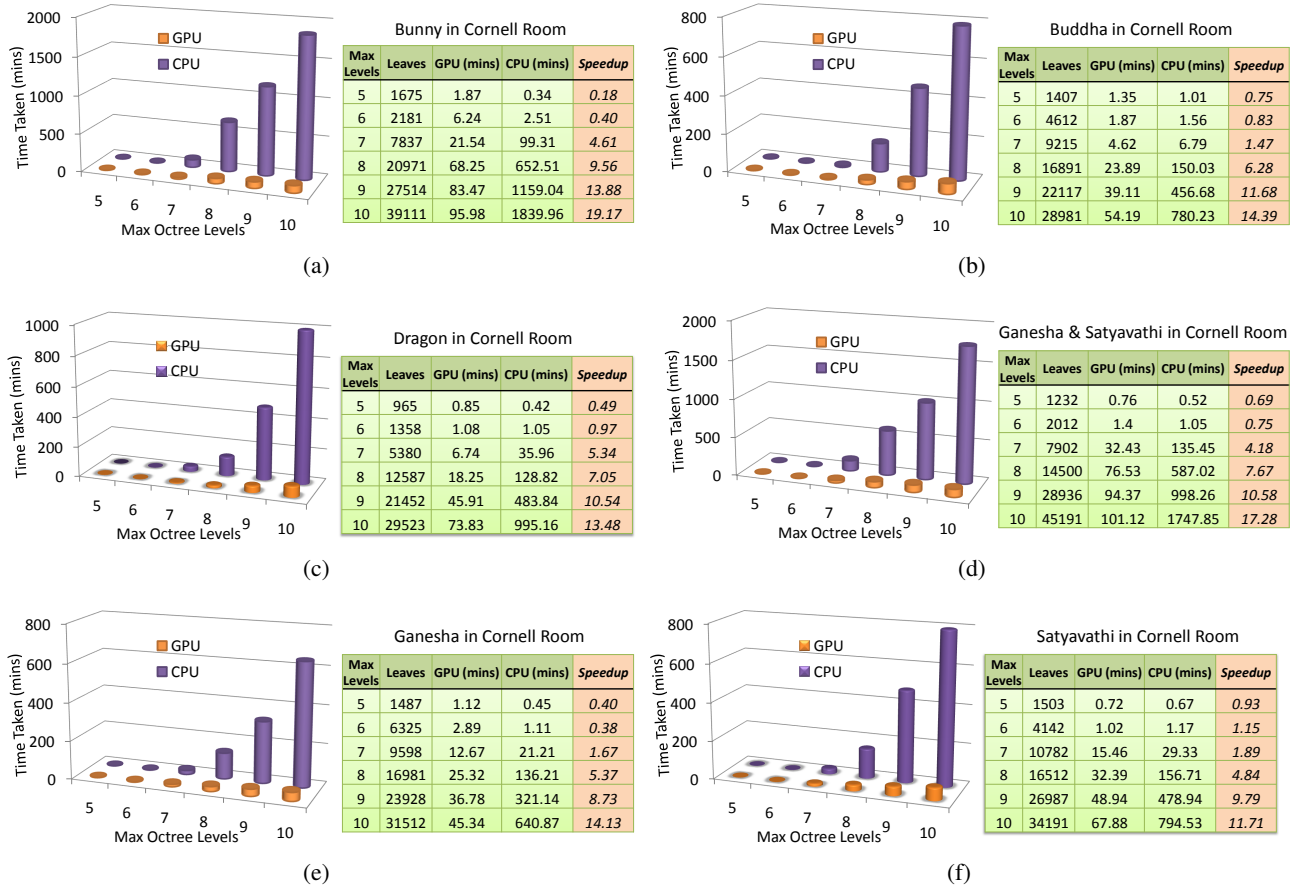 2000
1500
1000
500
0
Time Taken (mins)
GPU
CPU
5 6 7 8 9 10
Max Octree Levels
Bunny in Cornell Room
Max Levels Leaves GPU (mins) CPU (mins) Speedup
5 1675 1.87 0.34 0.18
6 2181 6.24 2.51 0.40
7 7837 21.54 99.31 4.61
8 20971 68.25 652.51 9.56
9 27514 83.47 1159.04 13.88
10 39111 95.98 1839.96 19.17
(a)
800
600
400
200
0
Time Taken (mins)
GPU
CPU
5 6 7 8 9 10
Max Octree Levels
Buddha in Cornell Room
Max Levels Leaves GPU (mins) CPU (mins) Speedup
5 1407 1.35 1.01 0.75
6 4612 1.87 1.56 0.83
7 9215 4.62 6.79 1.47
8 16891 23.89 150.03 6.28
9 22117 39.11 456.68 11.68
10 28981 54.19 780.23 14.39
(b)
1000
800
600
400
200
0
Time Taken (mins)
GPU
CPU
5 6 7 8 9 10
Max Octree Levels
Dragon in Cornell Room
Max Levels Leaves GPU (mins) CPU (mins) Speedup
5 965 0.85 0.42 0.49
6 1358 1.08 1.05 0.97
7 5380 6.74 35.96 5.34
8 12587 18.25 128.82 7.05
9 21452 45.91 483.84 10.54
10 29523 73.83 995.16 13.48
(c)
2000
1500
1000
500
0
Time Taken (mins)
GPU
CPU
5 6 7 8 9 10
Max Octree Levels
Ganesha & Satyavathi in Cornell Room
Max Levels Leaves GPU (mins) CPU (mins) Speedup
5 1232 0.76 0.52 0.69
6 2012 1.4 1.05 0.75
7 7902 32.43 135.45 4.18
8 14500 76.53 587.02 7.67
9 28936 94.37 998.26 10.58
10 45191 101.12 1747.85 17.28
(d)
800
600
400
200
0
Time Taken (mins)
GPU
CPU
5 6 7 8 9 10
Max Octree Levels
Ganesha in Cornell Room
Max Levels Leaves GPU (mins) CPU (mins) Speedup
5 1487 1.12 0.45 0.40
6 6325 2.89 1.11 0.38
7 9598 12.67 21.21 1.67
8 16981 25.32 136.21 5.37
9 23928 36.78 321.14 8.73
10 31512 45.34 640.87 14.13
(e)
800
600
400
200
0
Time Taken (mins)
GPU
CPU
5 6 7 8 9 10
Max Octree Levels
Satyavathi in Cornell Room
Max Levels Leaves GPU (mins) CPU (mins) Speedup
5 1503 0.72 0.67 0.93
6 4142 1.02 1.17 1.15
7 10782 15.46 29.33 1.89
8 16512 32.39 156.71 4.84
9 26987 48.94 478.94 9.79
10 34191 67.88 794.53 11.71
(f)